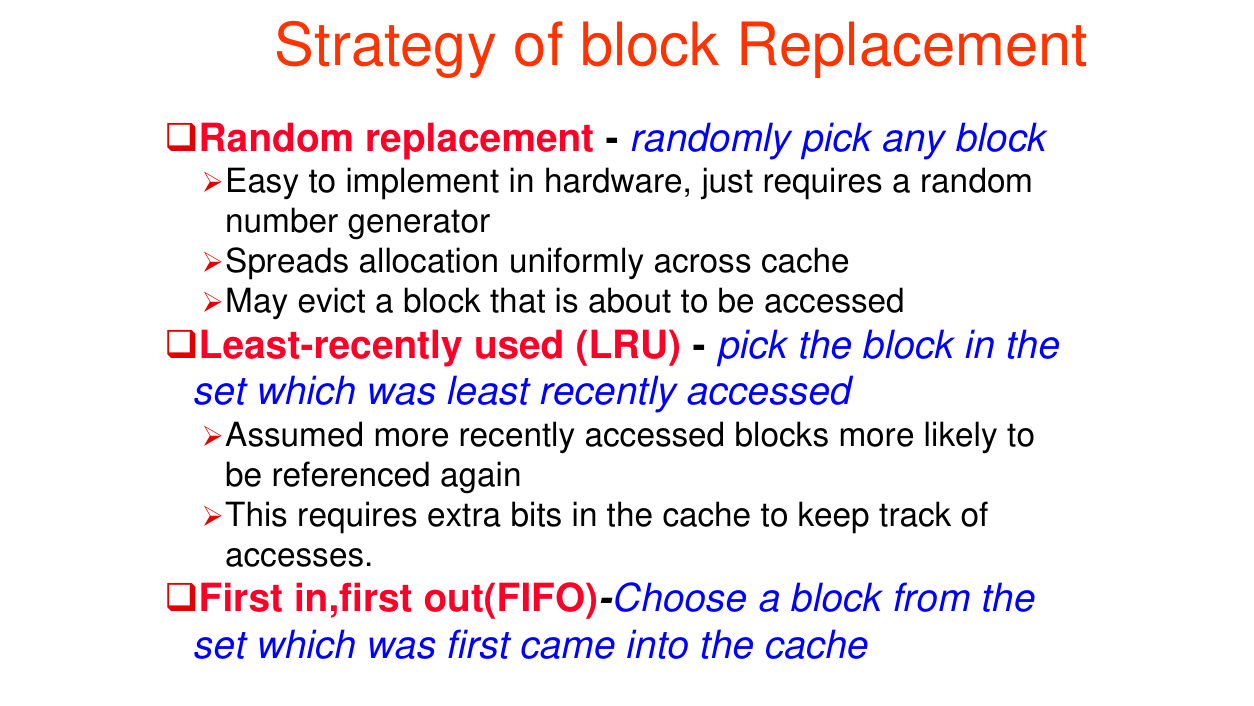 Strategy of block Replacement
❑Random replacement - randomly pick any block
➢Easy to implement in hardware, just requires a random
number generator
➢Spreads allocation uniformly across cache
➢May evict a block that is about to be accessed
❑Least-recently used (LRU) - pick the block in the
set which was least recently accessed
➢Assumed more recently accessed blocks more likely to
be referenced again
➢This requires extra bits in the cache to keep track of
accesses.
❑First in,first out(FIFO)-Choose a block from the
set which was first came into the cache